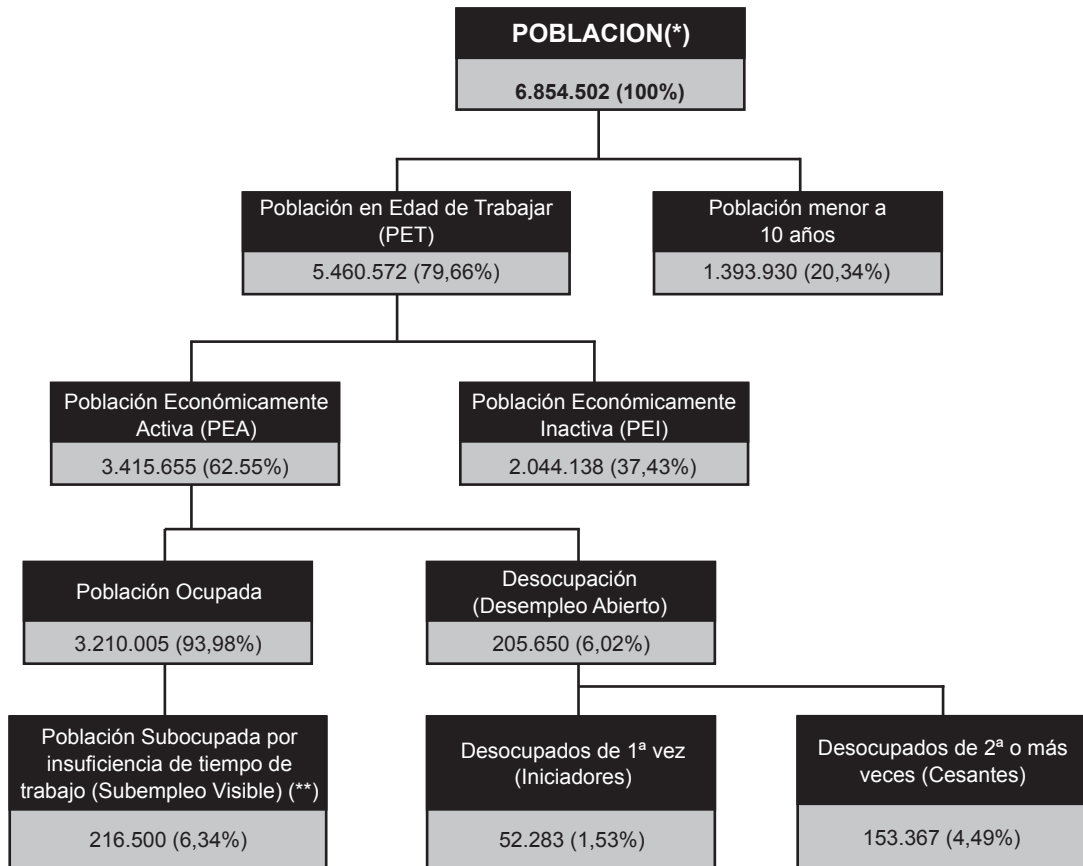 POBLACION(*)
6.854.502 (100%)
Población en Edad de Trabajar
(PET)
5.460.572 (79,66%)
Población menor a
10 años
1.393.930 (20,34%)
Población Económicamente
Activa (PEA)
3.415.655 (62.55%)
Población Económicamente
Inactiva (PEI)
2.044.138 (37,43%)
Población Ocupada
3.210.005 (93,98%)
Desocupación
(Desempleo Abierto)
205.650 (6,02%)
Población Subocupada por
insuficiencia de tiempo de
trabajo (Subempleo Visible) (**)
216.500 (6,34%)
Desocupados de 1ª vez
(Iniciadores)
52.283 (1,53%)
Desocupados de 2ª o más
veces (Cesantes)
153.367 (4,49%)